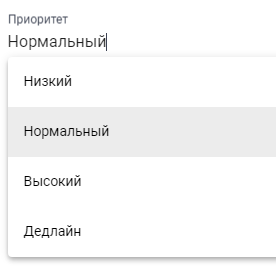 Приоритет
Нормальный
Низкий
Нормальный
Высокий
Дедлайн